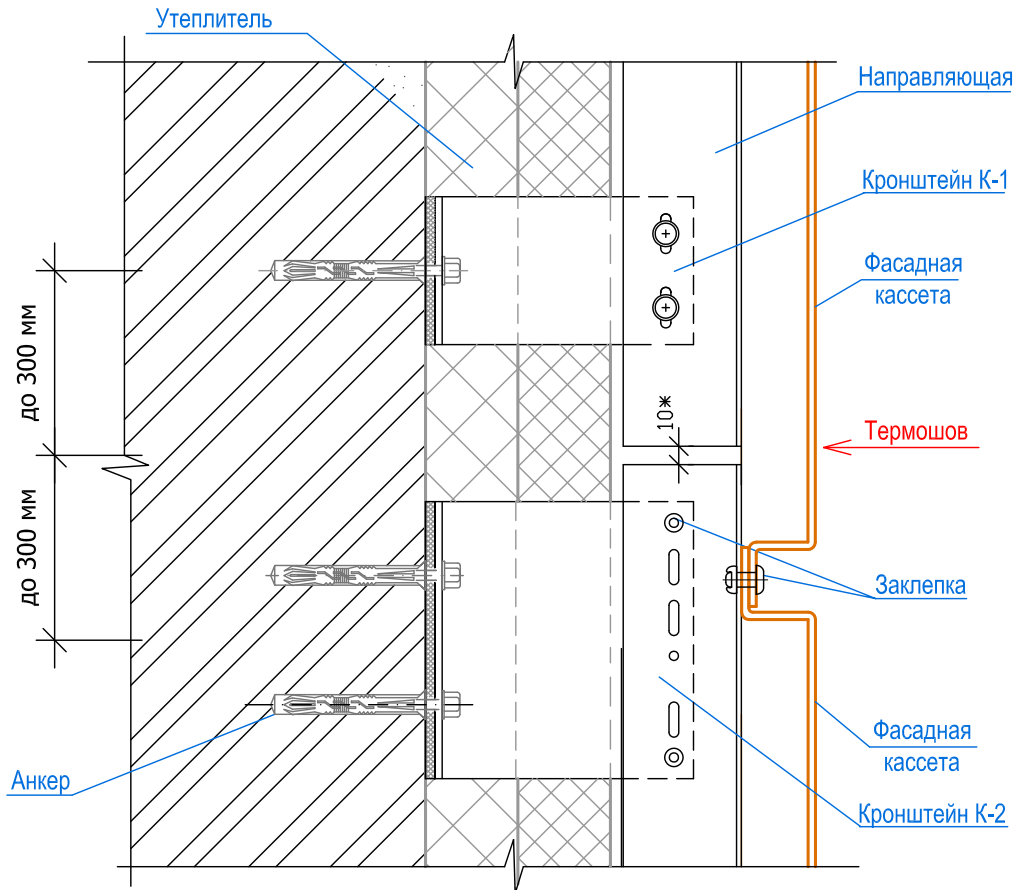 Утеплитель
Направляющая
Кронштейн К-1
Фасадная
кассета
до 300 мм
10*
Термошов
до 300 мм
Заклепка
Фасадная
кассета
Анкер
Кронштейн К-2